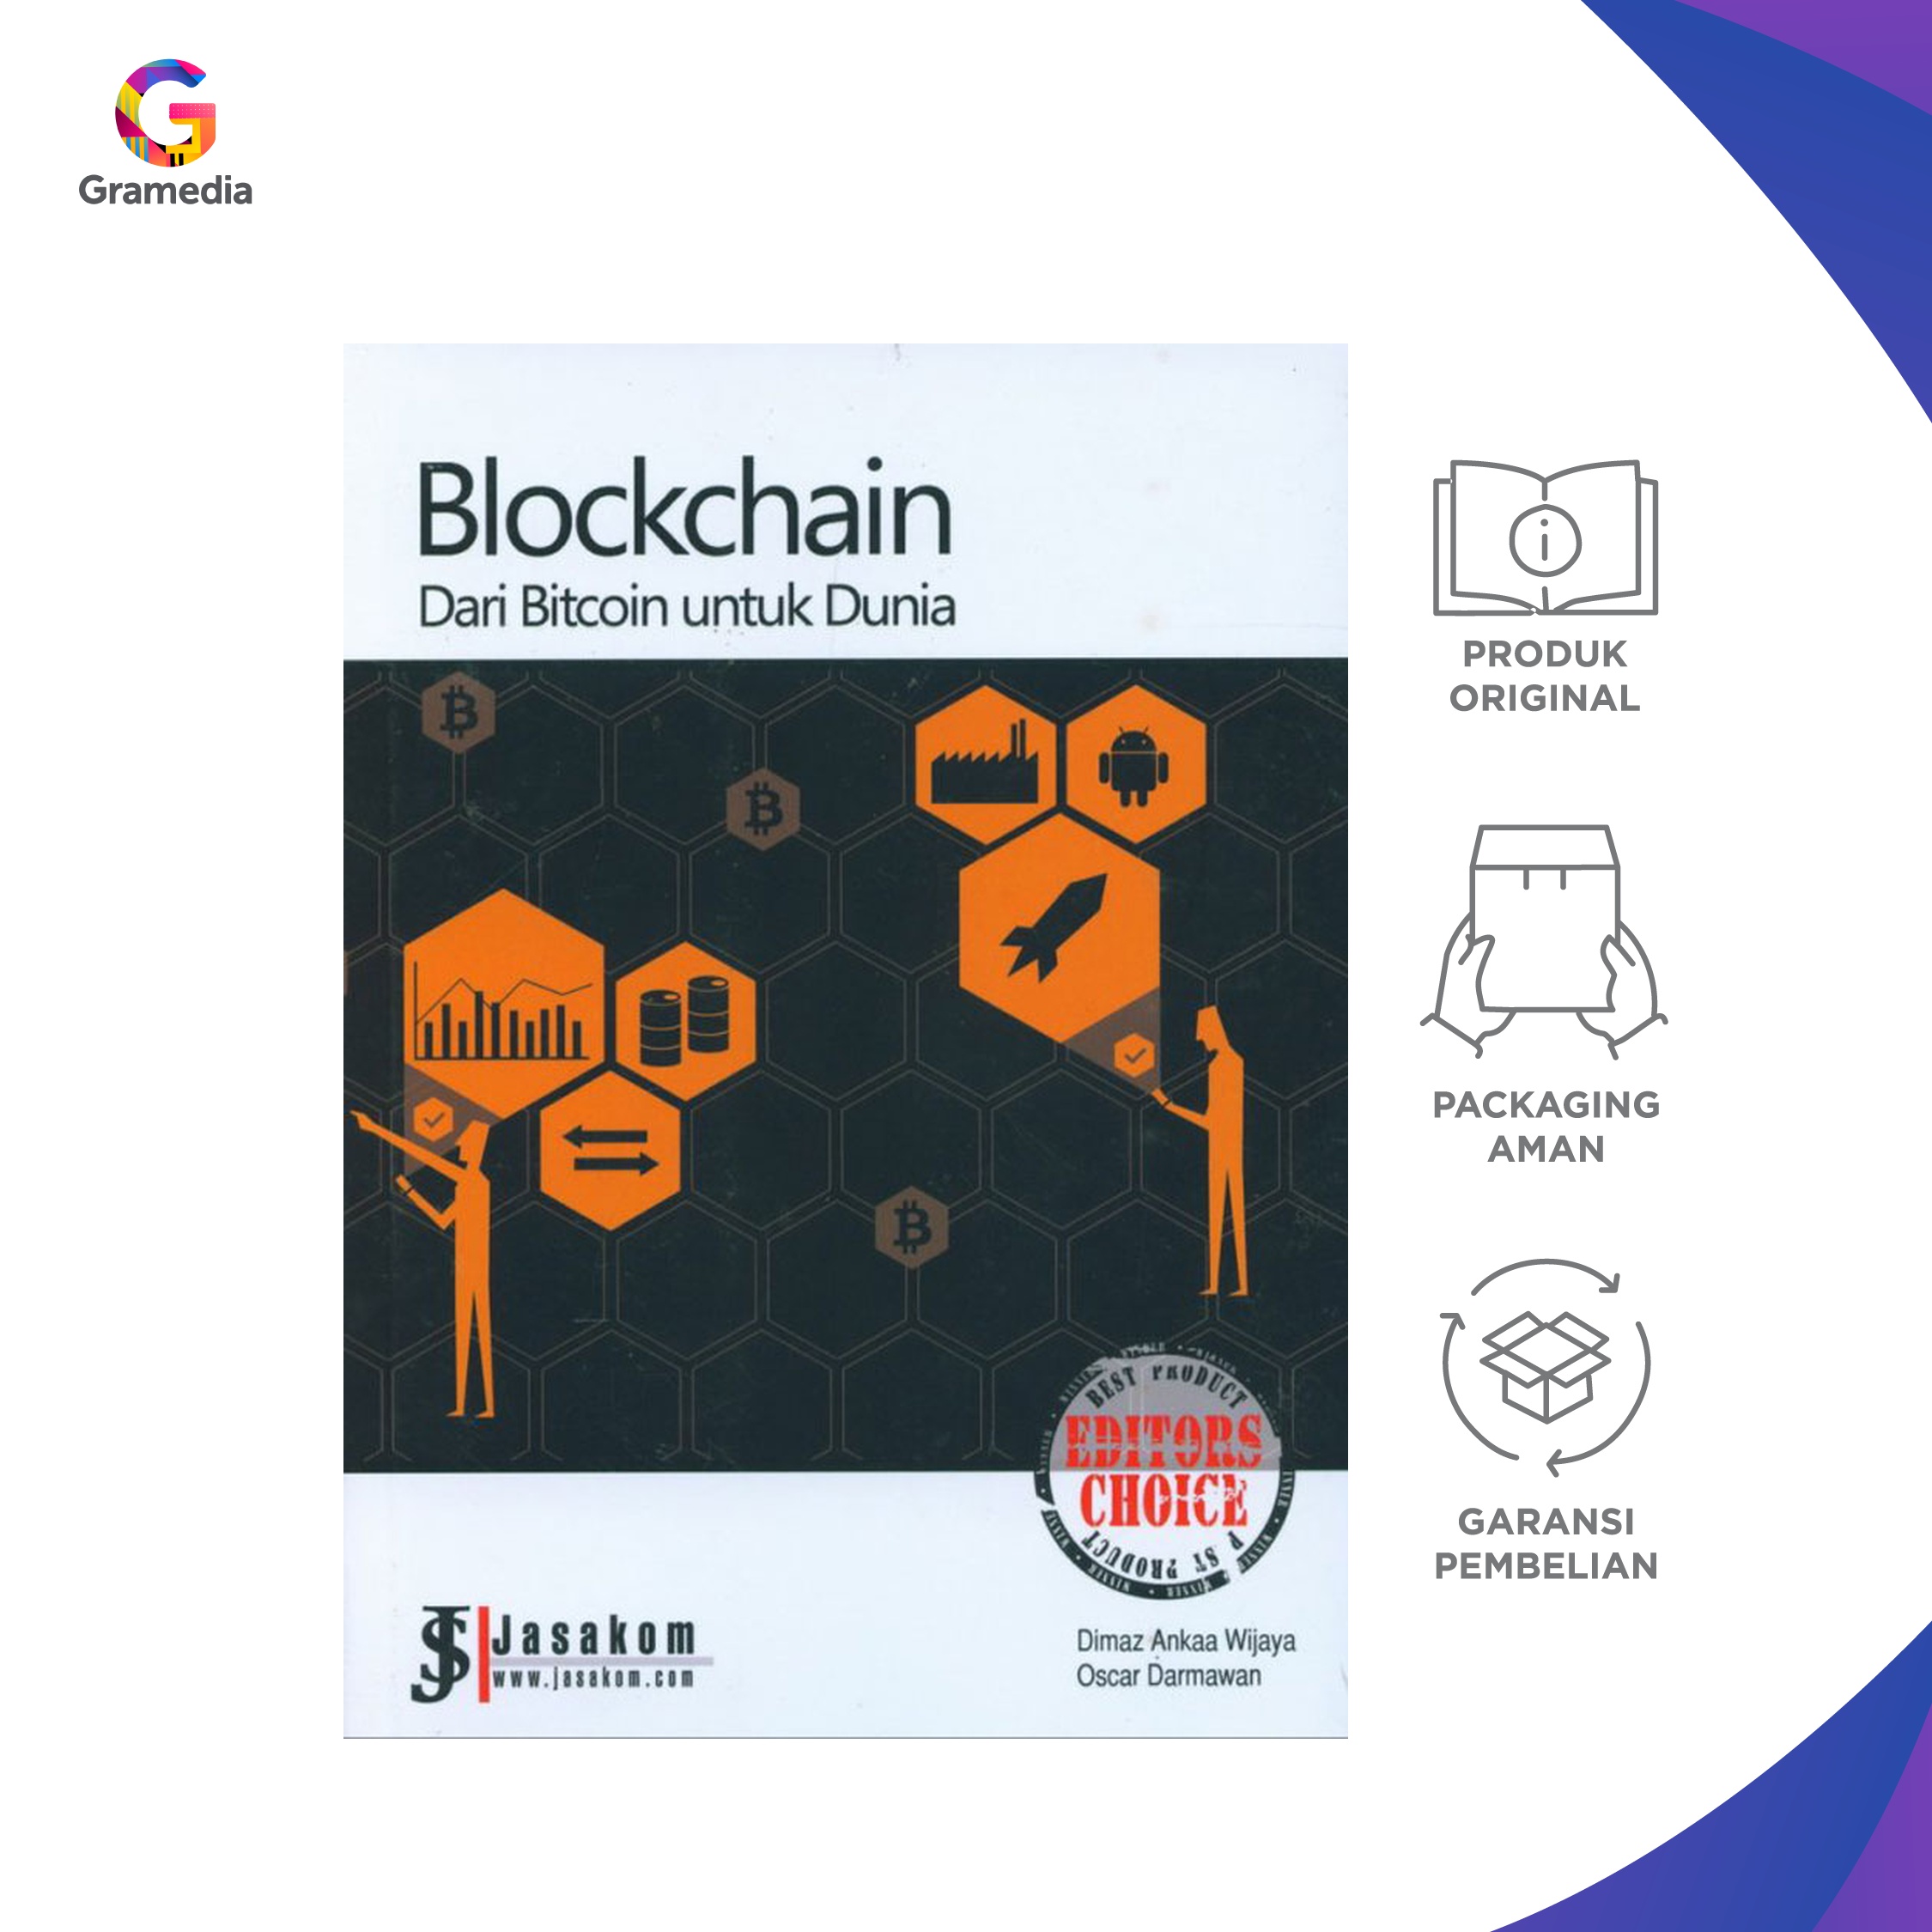 Gramedia
Blockchain
Dari Bitcoin untuk Dunia
BEST PRODUCT
EDITORS
CHOICE
Jasakom
www.jasakom.com
Dimaz Ankaa Wijaya
Oscar Darmawan
PRODUK
ORIGINAL
PACKAGING
AMAN
GARANSI
PEMBELIAN